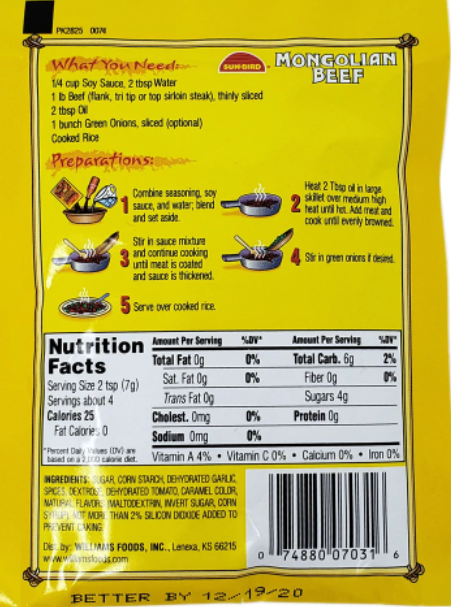 PK2825 0074
What You Need:
SUN-BIRD
MONGOLIAN
BEEF
1/4 cup Soy Sauce, 2 tbsp Water
1 lb Beef (flank, tri tip or top sirloin steak), thinly sliced
2 tbsp Oil
1 bunch Green Onions, sliced (optional)
Cooked Rice
Preparations:
1 Combine seasoning, soy
sauce, and water; blend
and set aside.
2 Heat 2 Tbsp oil in large
skillet over medium high
heat until hot. Add meat and
cook until evenly browned.
3 Stir in sauce mixture
and continue cooking
until meat is coated
and sauce is thickened.
4 Stir in green onions if desired.
5 Serve over cooked rice.
Nutrition
Facts
Serving Size 2 tsp (7g)
Servings about 4
Calories 25
Fat Calories 0
*Percent Daily Values (DV) are
based on a 2,000 calorie diet.
Amount Per Serving %DV*
Total Fat 0g 0%
Sat. Fat 0g 0%
Trans Fat 0g
Cholest. 0mg 0%
Sodium 0mg 0%
Amount Per Serving %DV*
Total Carb. 6g 2%
Fiber 0g 0%
Sugars 4g
Protein 0g
Vitamin A 4% • Vitamin C 0% • Calcium 0% • Iron 0%
INGREDIENTS: SUGAR, CORN STARCH, DEHYDRATED GARLIC,
SPICES, DEXTROSE, DEHYDRATED TOMATO, CARAMEL COLOR,
NATURAL FLAVORS (MALTODEXTRIN, INVERT SUGAR, CORN
SYRUP), NOT MORE THAN 2% SILICON DIOXIDE ADDED TO
PREVENT CAKING.
Dist. by: WILLIAMS FOODS, INC., Lenexa, KS 66215
www.williamsfoods.com
0 74880 07031 6
BETTER BY 12/19/20